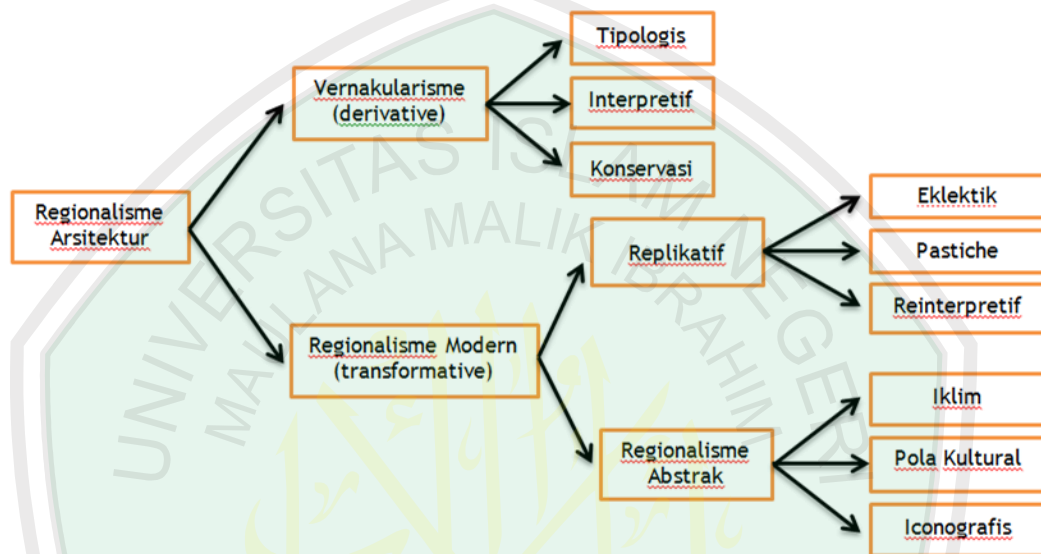 Tipologis
Vernakularisme
(derivative)
Interpretif
Konservasi
Regionalisme
Arsitektur
Replikatif
Eklektik
Pastiche
Reinterpretif
Regionalisme Modern
(transformative)
Regionalisme
Abstrak
Iklim
Pola Kultural
Iconografis
UNIVERSITAS ISLAM NEGERI
MAULANA MALIK IBRAHIM